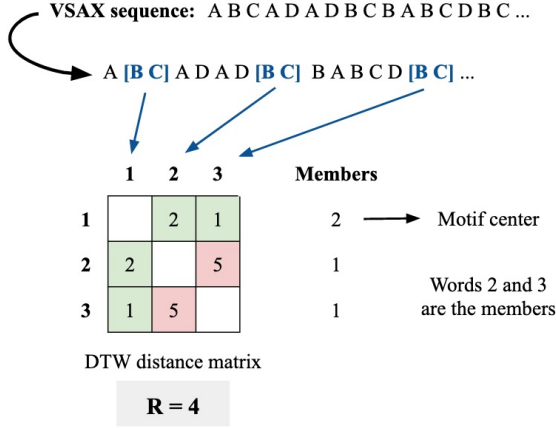 VSAX sequence: A B C A D A D B C B A B C D B C ...
A [B C] A D A D [B C] B A B C D [B C] ...
1 2 3 Members
1 2 1 2 Motif center
2 2 5 1
Words 2 and 3
3 1 5 1 are the members
DTW distance matrix
R = 4